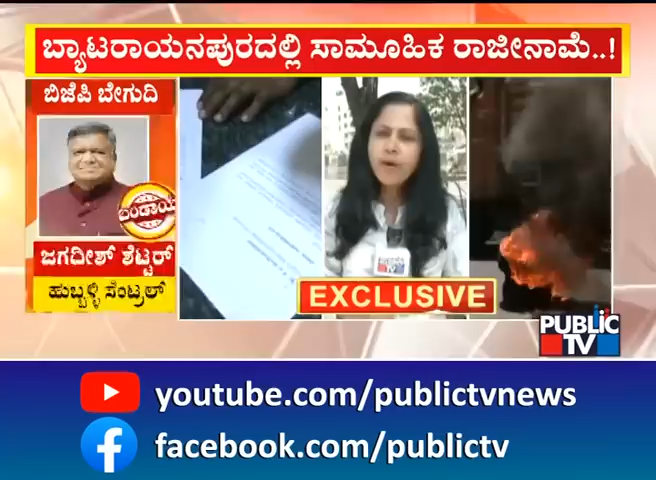 ಬ್ಯಾಟರಾಯನಪುರದಲ್ಲಿ ಸಾಮೂಹಿಕ ರಾಜೀನಾಮೆ..!
ಬಿಜೆಪಿ ಬೇಗುದಿ
ಬಂಡಾಯ
ಜಗದೀಶ್ ಶೆಟ್ಟರ್
ಹುಬ್ಬಳ್ಳಿ ಸೆಂಟ್ರಲ್
EXCLUSIVE
PUBLiC
TV
youtube.com/publictvnews
facebook.com/publictv